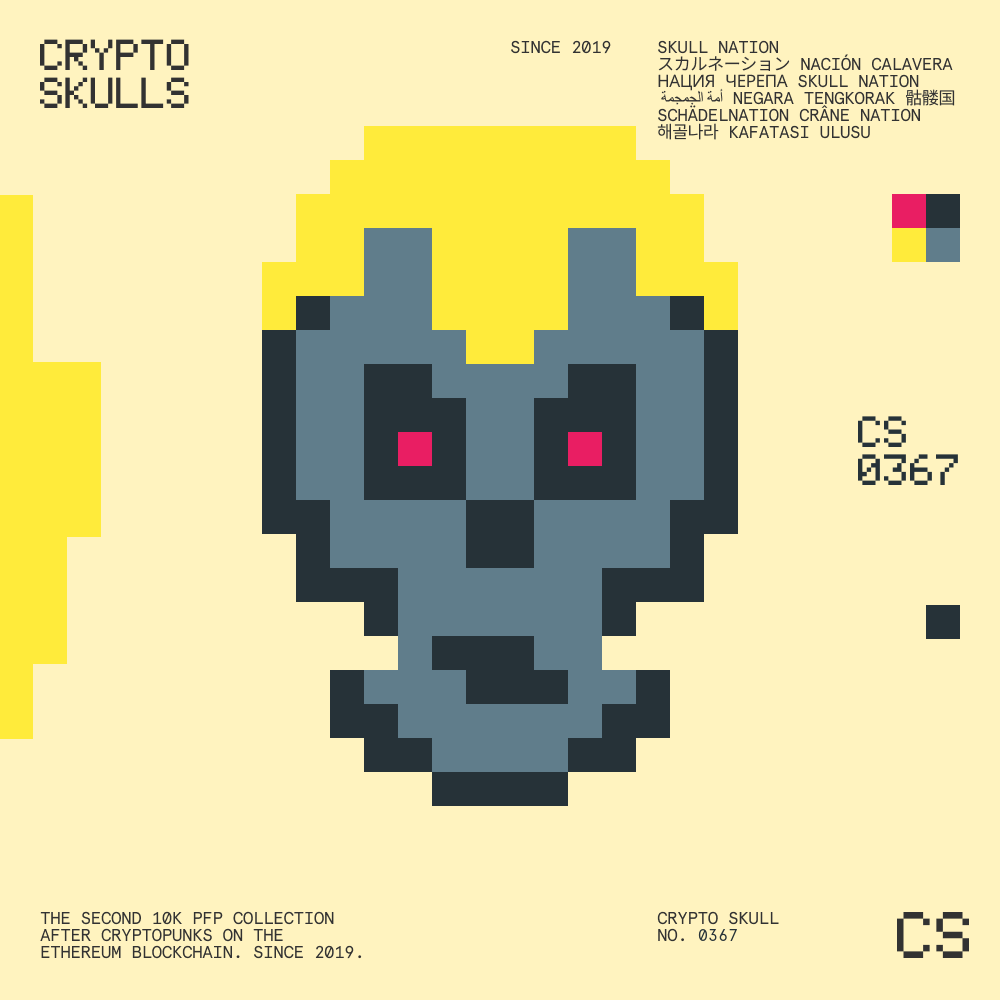 CRYPTO
SKULLS
SINCE 2019
SKULL NATION
スカルネーション NACIÓN CALAVERA
НАЦИЯ ЧЕРЕПА SKULL NATION
أمة الجمجمة NEGARA TENGKORAK 骷髅国
SCHÄDELNATION CRÂNE NATION
해골나라 KAFATASI ULUSU
CS
0367
THE SECOND 10K PFP COLLECTION
AFTER CRYPTOPUNKS ON THE
ETHEREUM BLOCKCHAIN. SINCE 2019.
CRYPTO SKULL
NO. 0367
CS